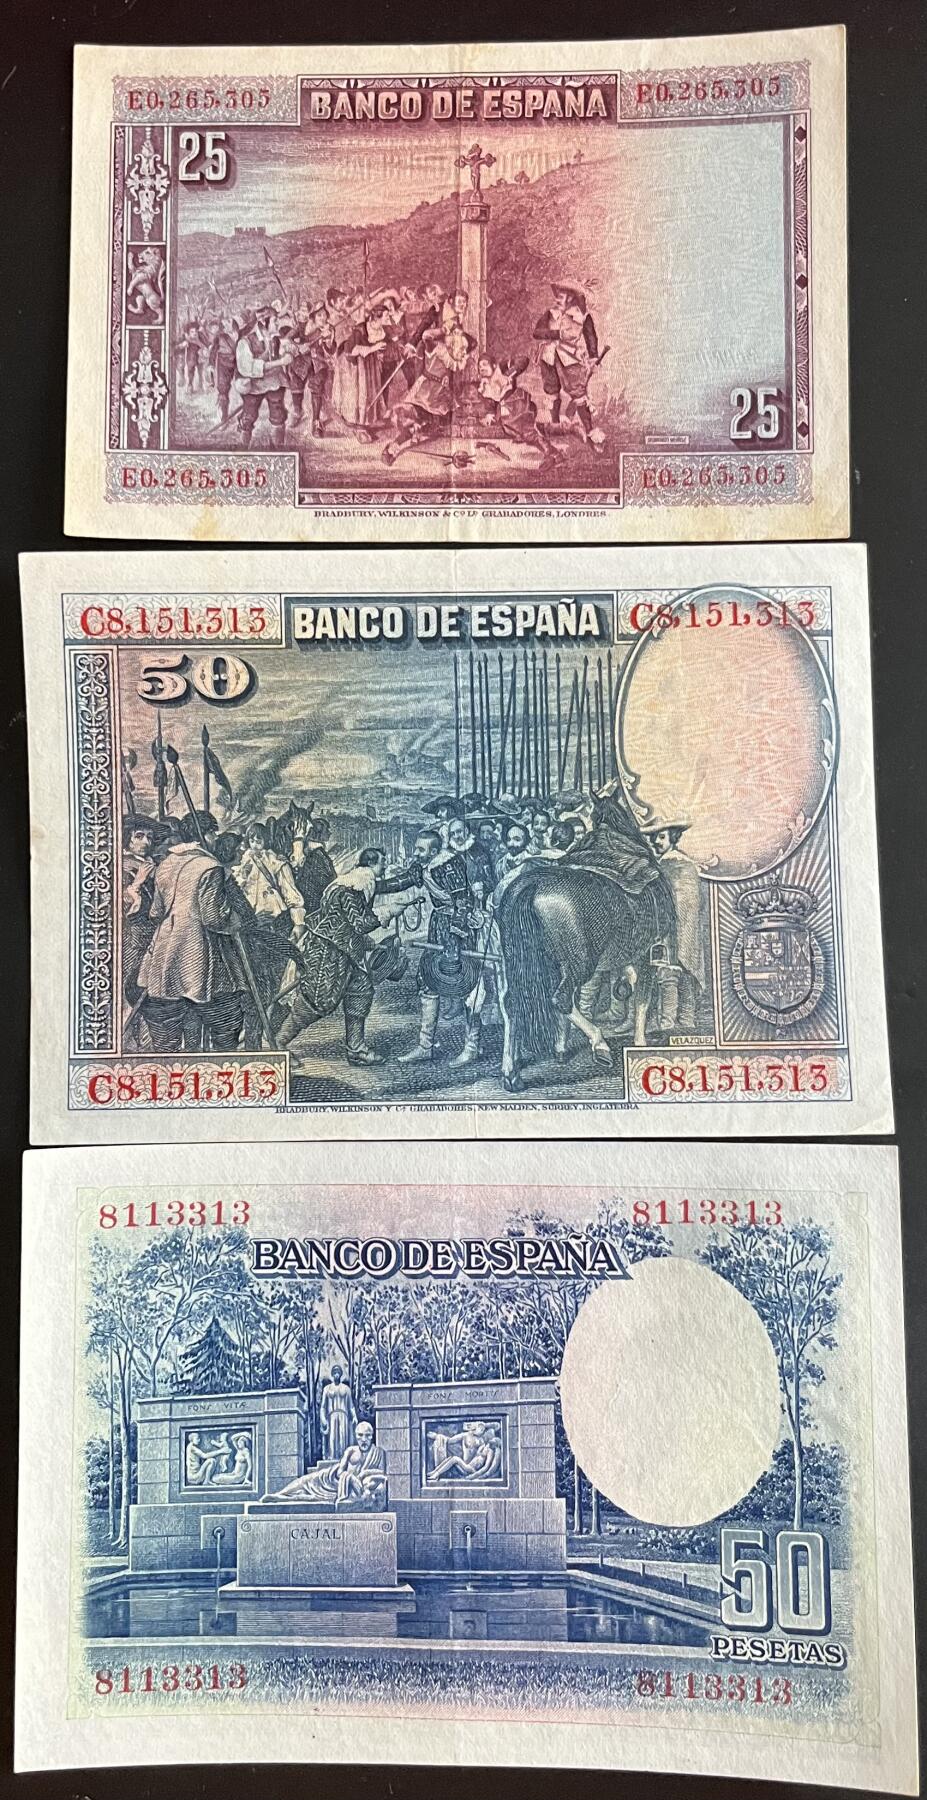 E0,265,305
BANCO DE ESPAÑA
E0,265,305
25
25
E0,265,305
E0,265,305
BRADBURY, WILKINSON & Cº Lᴰ GRABADORES, LONDRES.
C8,151,313
BANCO DE ESPAÑA
C8,151,313
50
VELAZQUEZ
C8,151,313
C8,151,313
BRADBURY, WILKINSON Y Cª GRABADORES, NEW MALDEN, SURREY, INGLATERRA
8113313
8113313
BANCO DE ESPAÑA
FONS VITÆ
FONS MORTIS
CAJAL
50
PESETAS
8113313
8113313